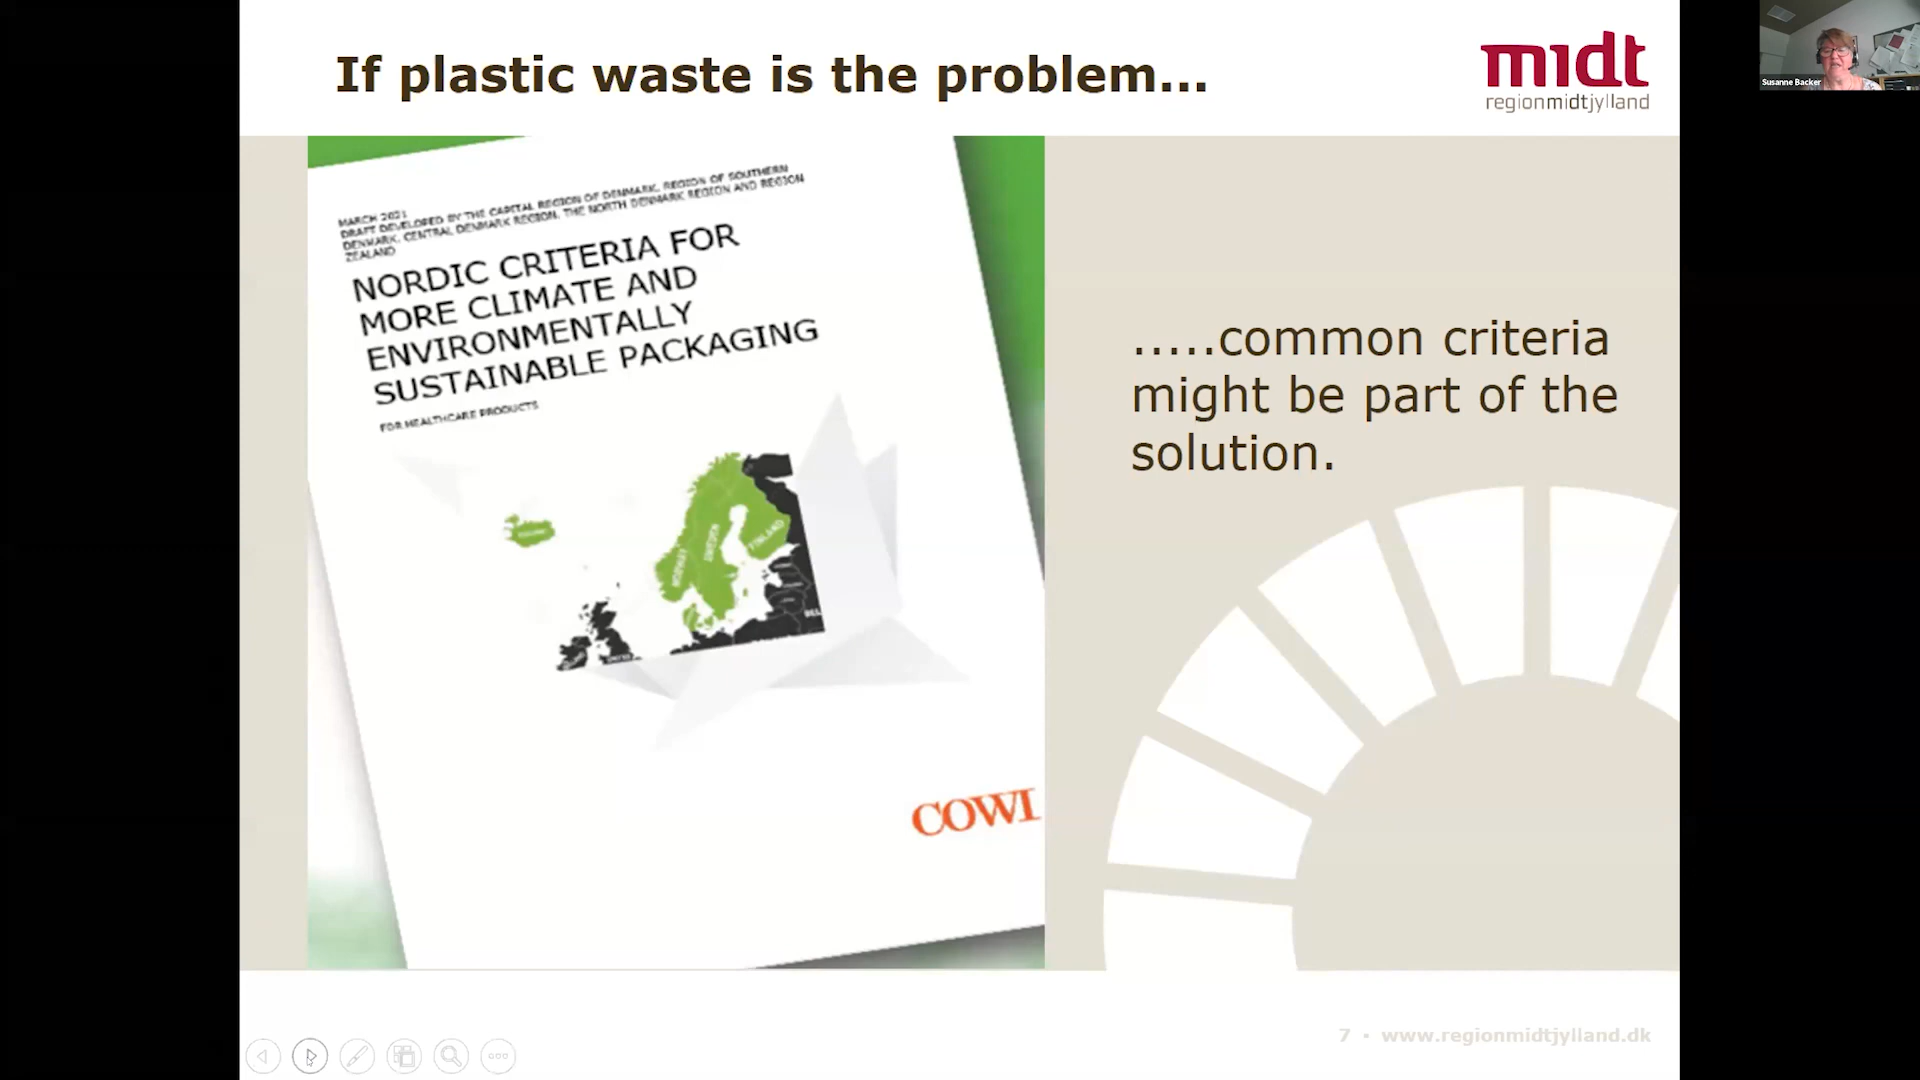 If plastic waste is the problem...
midt
regionmidtjylland
Susanne Backer
MARCH 2021
DRAFT DEVELOPED BY THE CAPITAL REGION OF DENMARK, REGION OF SOUTHERN
DENMARK, CENTRAL DENMARK REGION, THE NORTH DENMARK REGION AND REGION
ZEALAND
NORDIC CRITERIA FOR
MORE CLIMATE AND
ENVIRONMENTALLY
SUSTAINABLE PACKAGING
FOR HEALTHCARE PRODUCTS
NORWAY
SWEDEN
FINLAND
BEL
COWI
.....common criteria
might be part of the
solution.
7 • www.regionmidtjylland.dk